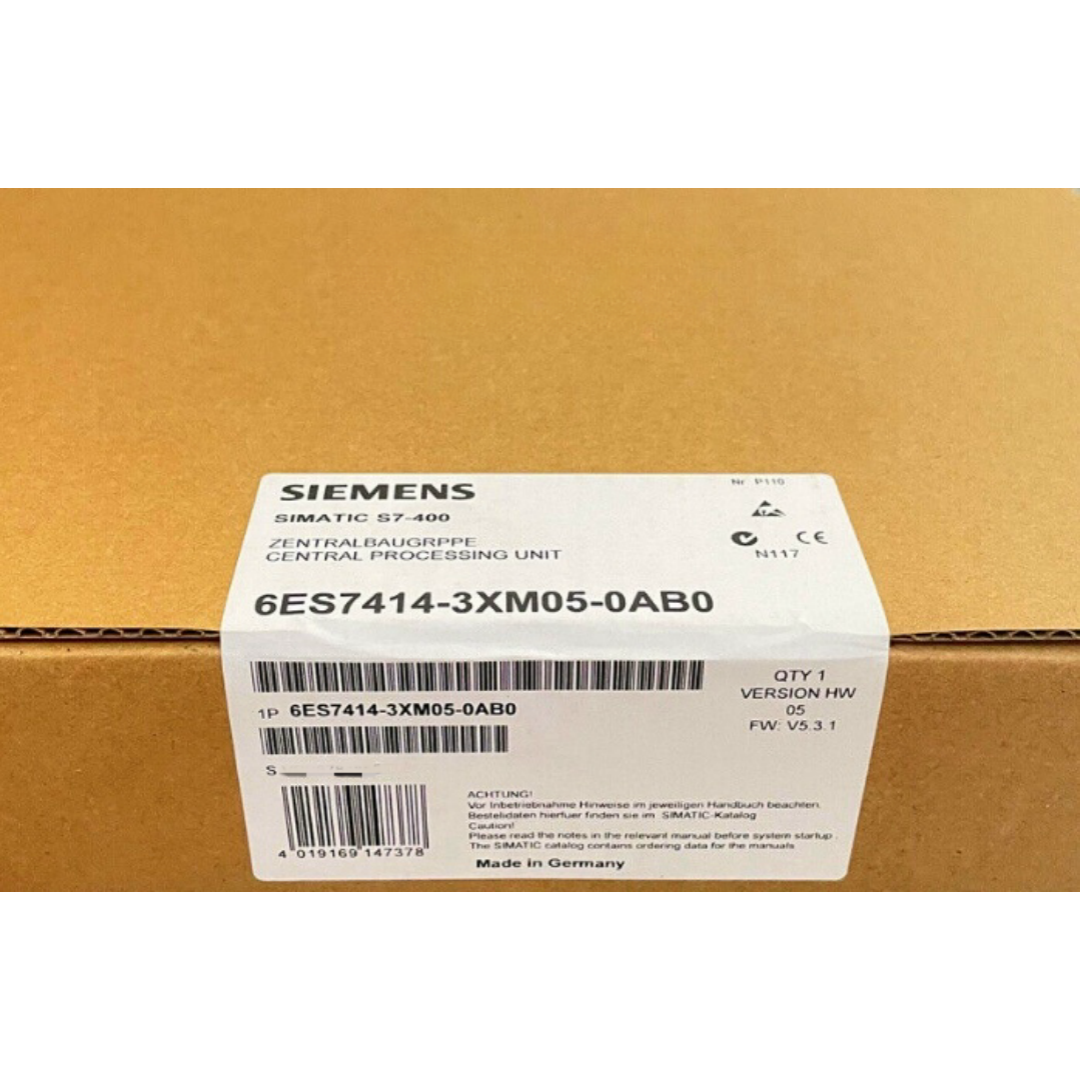 SIEMENS
Nr P110
SIMATIC S7-400
ZENTRALBAUGRPPE
CENTRAL PROCESSING UNIT
CE
N117
6ES7414-3XM05-0AB0
QTY 1
VERSION HW
05
FW: V5.3.1
1P 6ES7414-3XM05-0AB0
S
ACHTUNG!
Vor Inbetriebnahme Hinweise im jeweiligen Handbuch beachten.
Bestelldaten hierfuer finden sie im SIMATIC-Katalog
Caution!
Please read the notes in the relevant manual before system startup .
The SIMATIC catalog contains ordering data for the manuals
4 019169 147378
Made in Germany